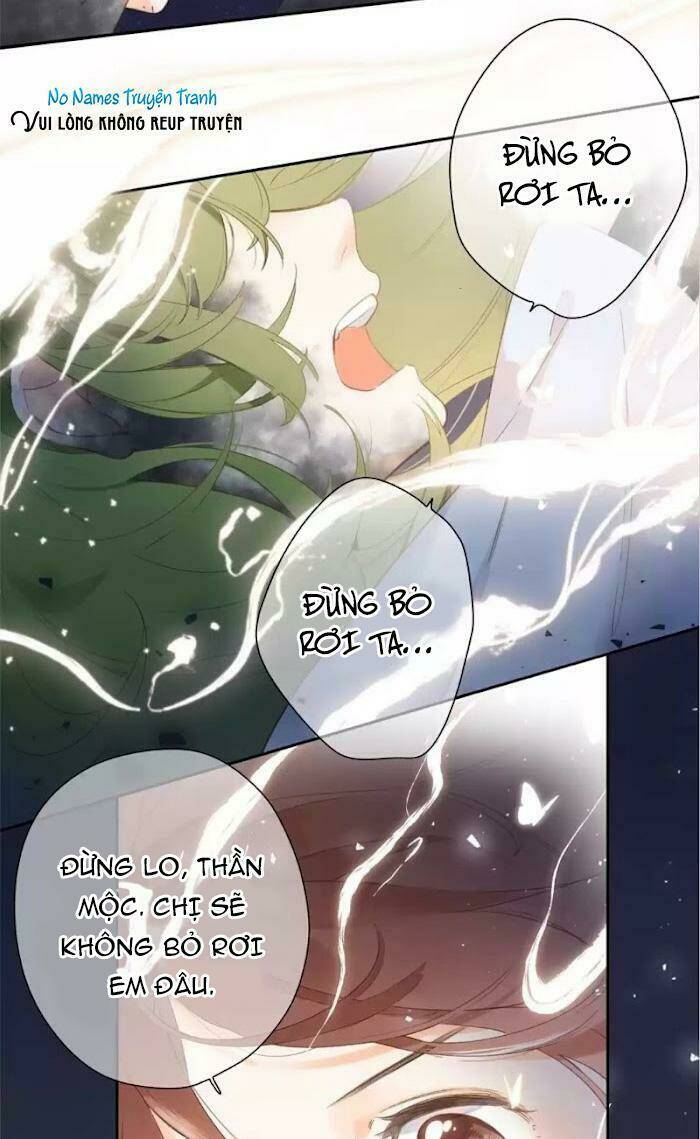 No Names Truyện Tranh
Vui lòng không reup truyện
ĐỪNG BỎ
RƠI TA...
ĐỪNG BỎ
RƠI TA...
ĐỪNG LO, THẦN
MỘC. CHỊ SẼ
KHÔNG BỎ RƠI
EM ĐÂU.